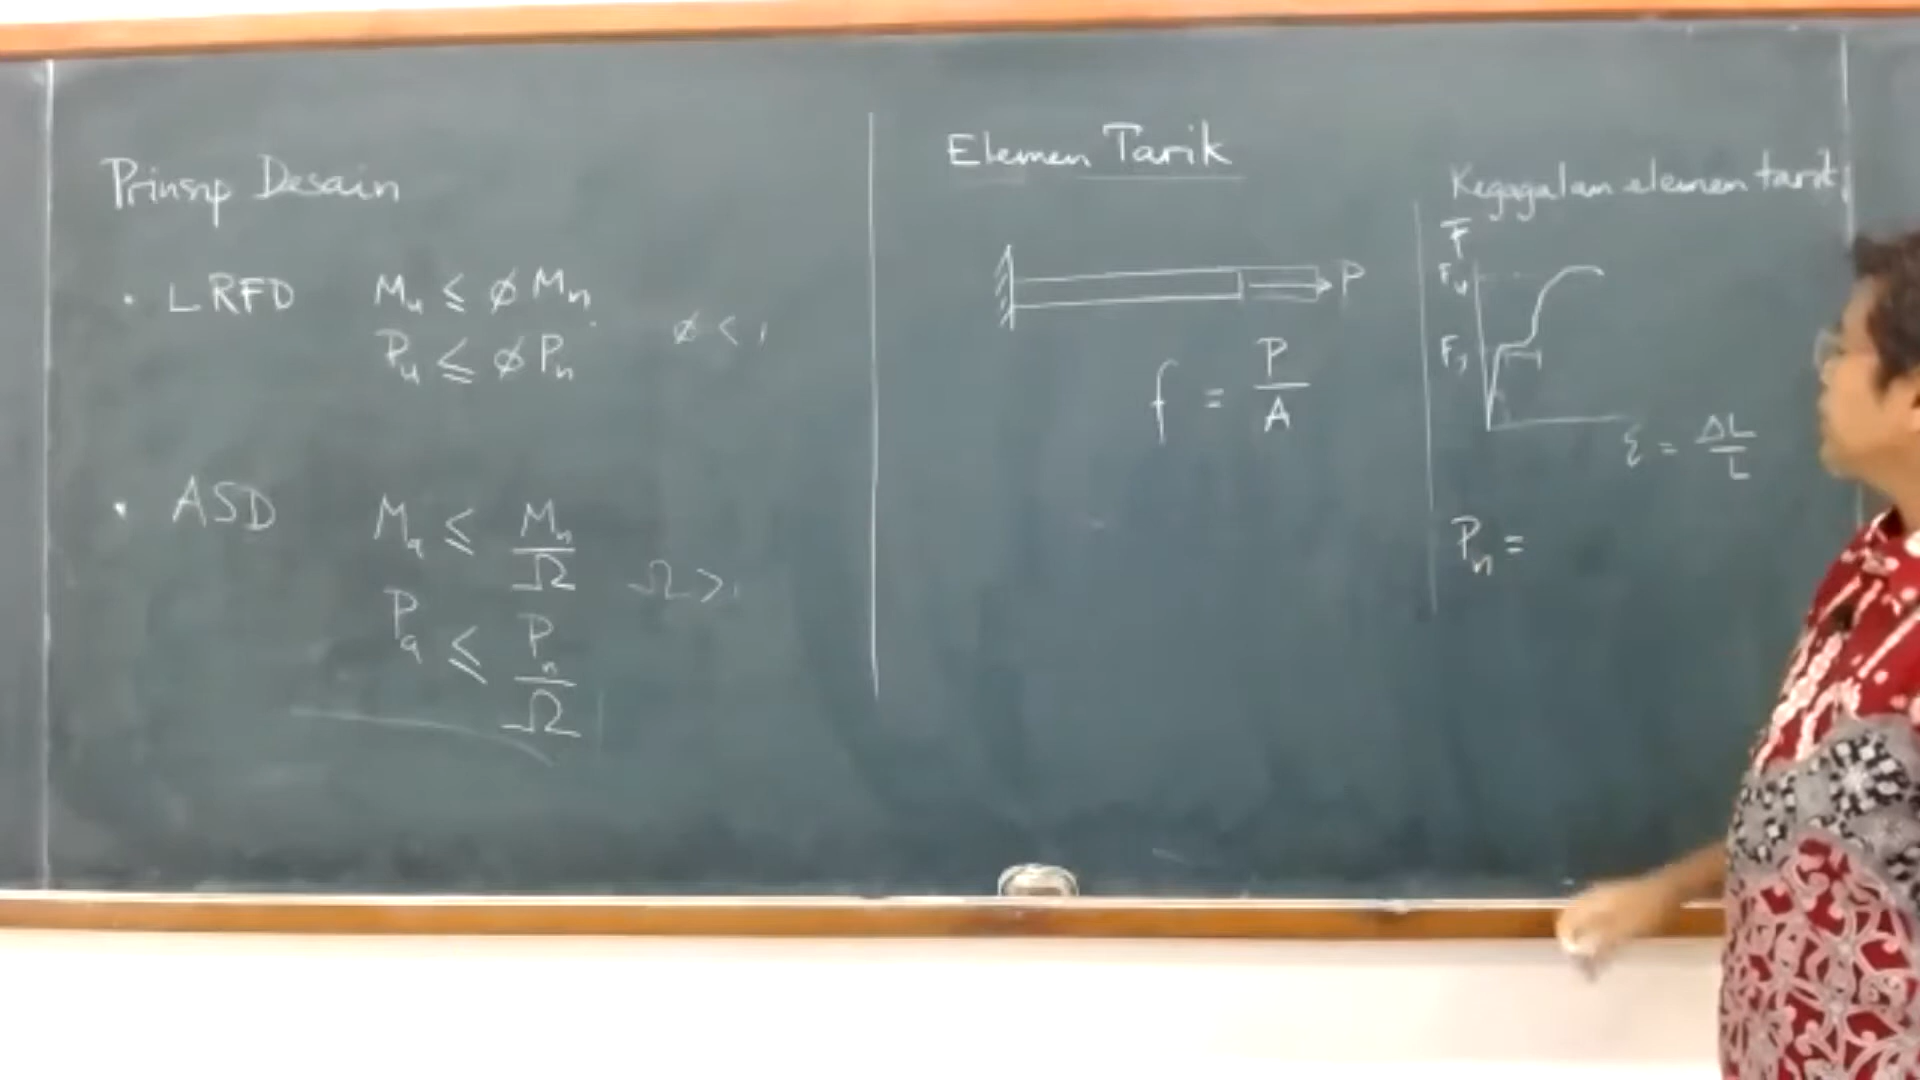 Prinsip Desain
• LRFD Mu ≤ ϕ Mn
Pu ≤ ϕ Pn ϕ < 1
• ASD Ma ≤ Mn/Ω
Ω > 1
Pa ≤ Pn/Ω
Elemen Tarik
P
f = P/A
Kegagalan elemen tarik
F
Fu
Fy
ε = ΔL/L
Pn =